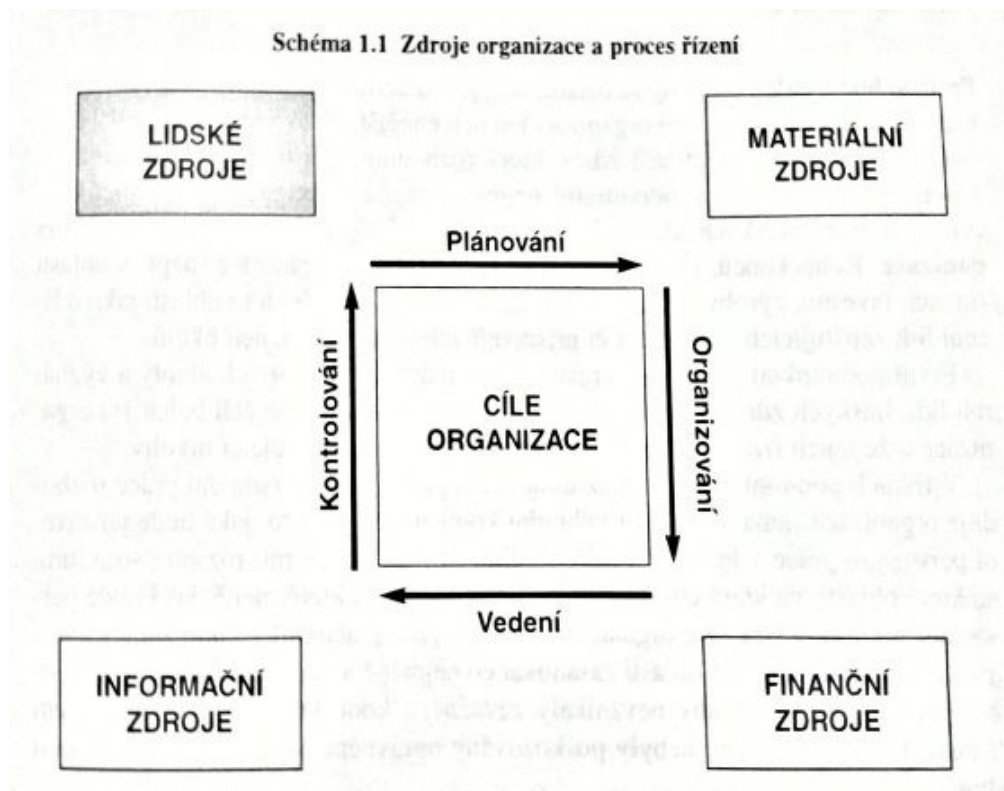 Schéma 1.1 Zdroje organizace a proces řízení
LIDSKÉ
ZDROJE
MATERIÁLNÍ
ZDROJE
Plánování
Kontrolování
CÍLE
ORGANIZACE
Organizování
Vedení
INFORMAČNÍ
ZDROJE
FINANČNÍ
ZDROJE